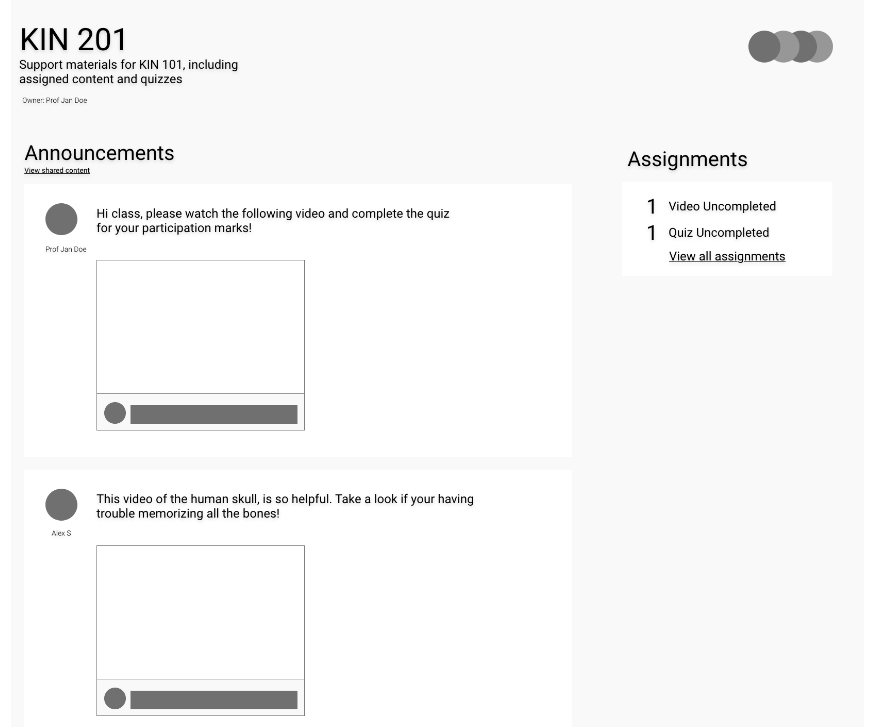 KIN 201
Support materials for KIN 101, including
assigned content and quizzes
Owner: Prof Jan Doe
Announcements
View shared content
Hi class, please watch the following video and complete the quiz
for your participation marks!
Prof Jan Doe
This video of the human skull, is so helpful. Take a look if your having
trouble memorizing all the bones!
Alex S
Assignments
1 Video Uncompleted
1 Quiz Uncompleted
View all assignments